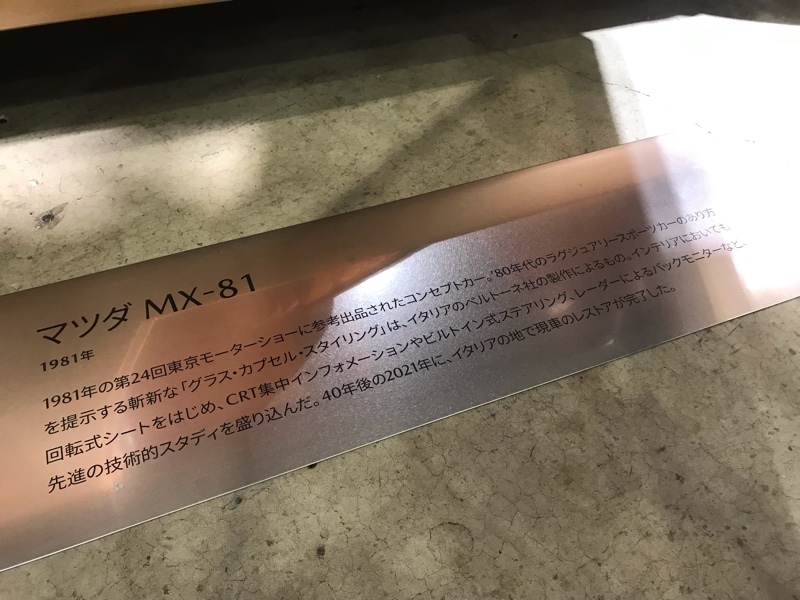 マツダ MX-81
1981年
1981年の第24回東京モーターショーに参考出品されたコンセプトカー。'80年代のラグジュアリースポーツカーのあり方
を提示する斬新な「グラス・カプセル・スタイリング」は、イタリアのベルトーネ社の製作によるもの。インテリアにおいても
回転式シートをはじめ、CRT集中インフォメーションやビルトイン式ステアリング、レーダーによるバックモニターなど、
先進の技術的スタディを盛り込んだ。40年後の2021年に、イタリアの地で現車のレストアが完了した。